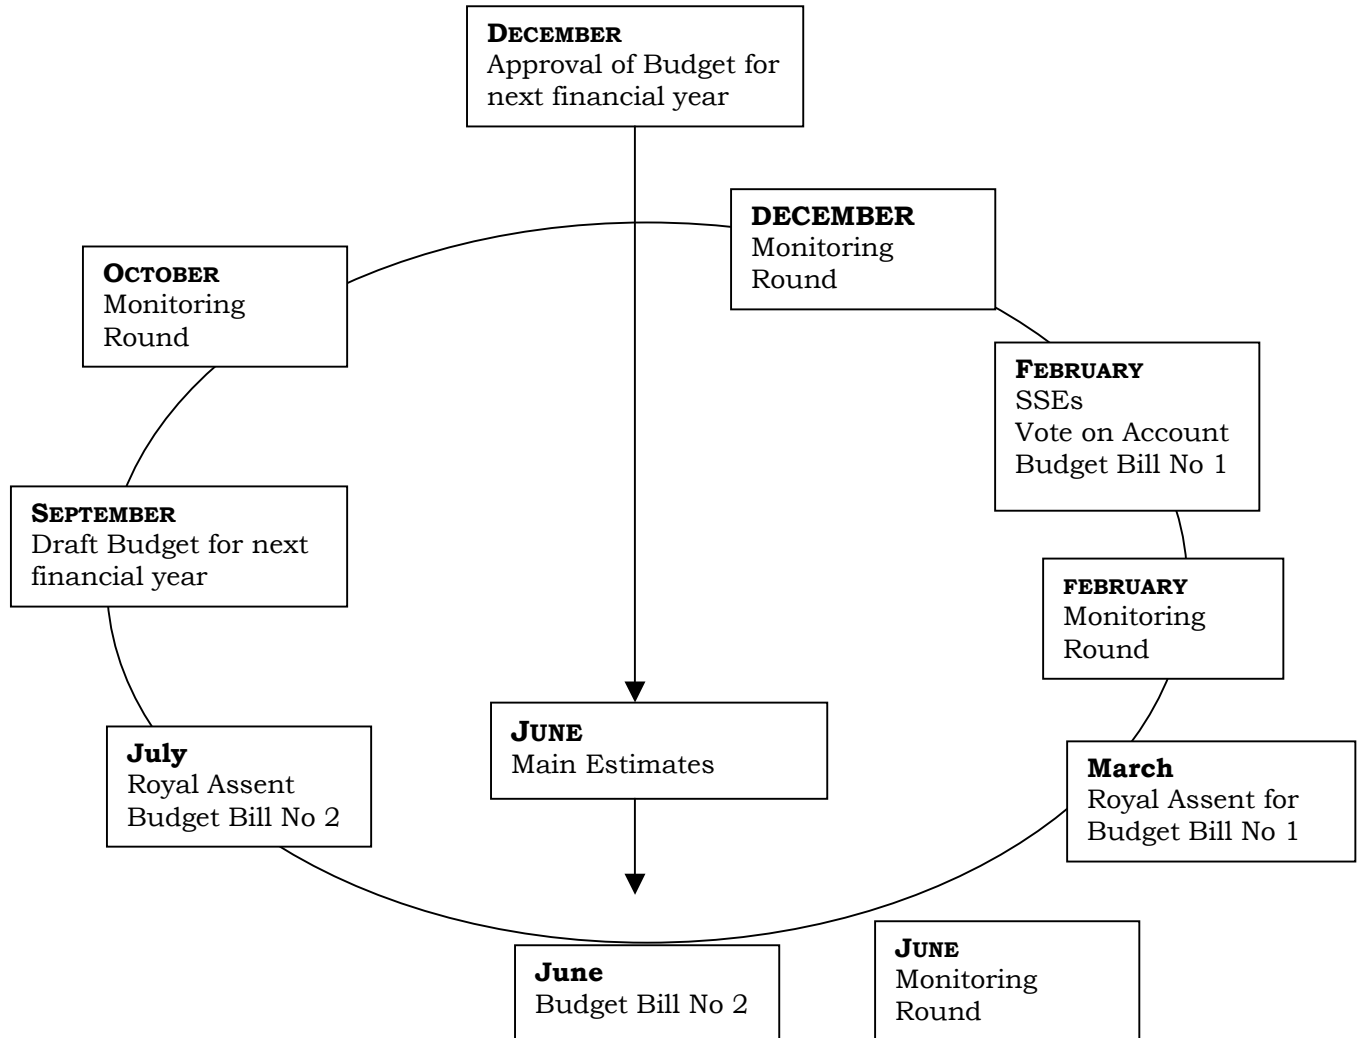 DECEMBER
Approval of Budget for
next financial year
DECEMBER
Monitoring
Round
OCTOBER
Monitoring
Round
FEBRUARY
SSEs
Vote on Account
Budget Bill No 1
SEPTEMBER
Draft Budget for next
financial year
FEBRUARY
Monitoring
Round
JUNE
Main Estimates
July
Royal Assent
Budget Bill No 2
March
Royal Assent for
Budget Bill No 1
June
Budget Bill No 2
JUNE
Monitoring
Round